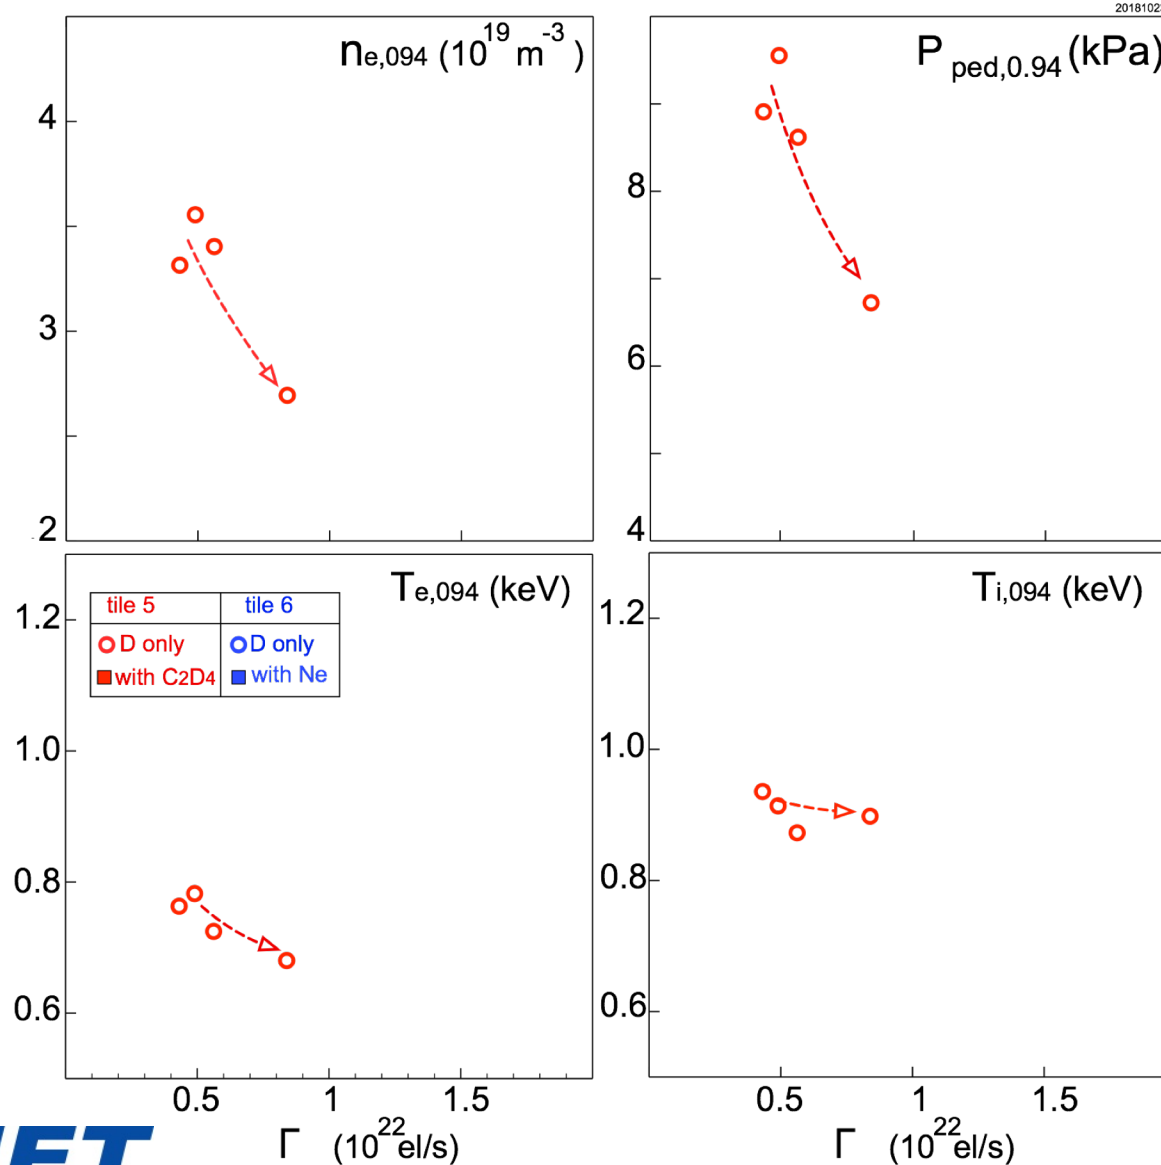 2018102
ne,094 (10^19 m^-3)
4
3
2
P ped,0.94 (kPa)
8
6
4
Te,094 (keV)
tile 5 tile 6
D only D only
with C2D4 with Ne
1.2
1.0
0.8
0.6
0.5 1 1.5
Γ (10^22 el/s)
Ti,094 (keV)
1.2
1.0
0.8
0.6
0.5 1 1.5
Γ (10^22 el/s)